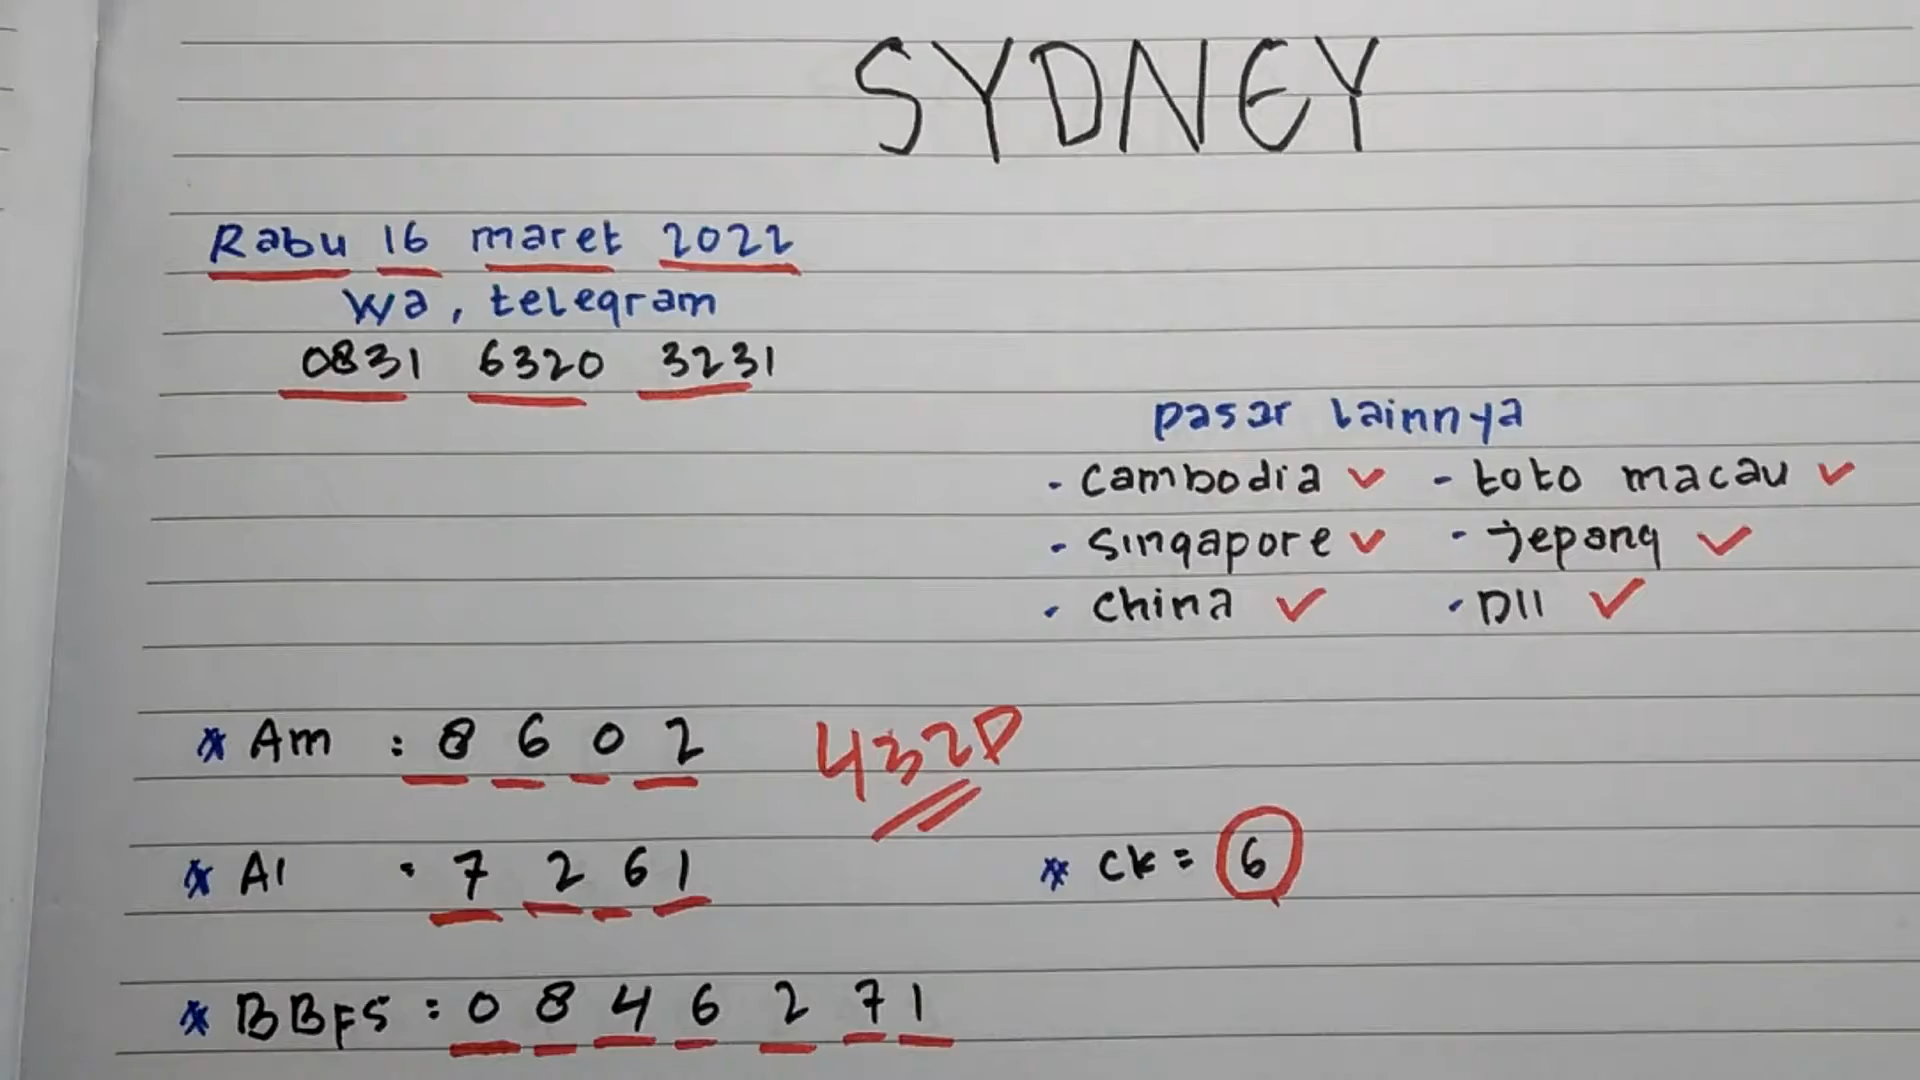 SYDNEY
Rabu 16 maret 2022
Wa, telegram
0831 6320 3231
pasar lainnya
- Cambodia ✓ - toto macau ✓
- Singapore ✓ - Jepang ✓
- China ✓ - Dll ✓
* Am : 8 6 0 2 432D
* AI : 7 2 6 1 * CK = 6
* BBFS : 0 8 4 6 2 7 1